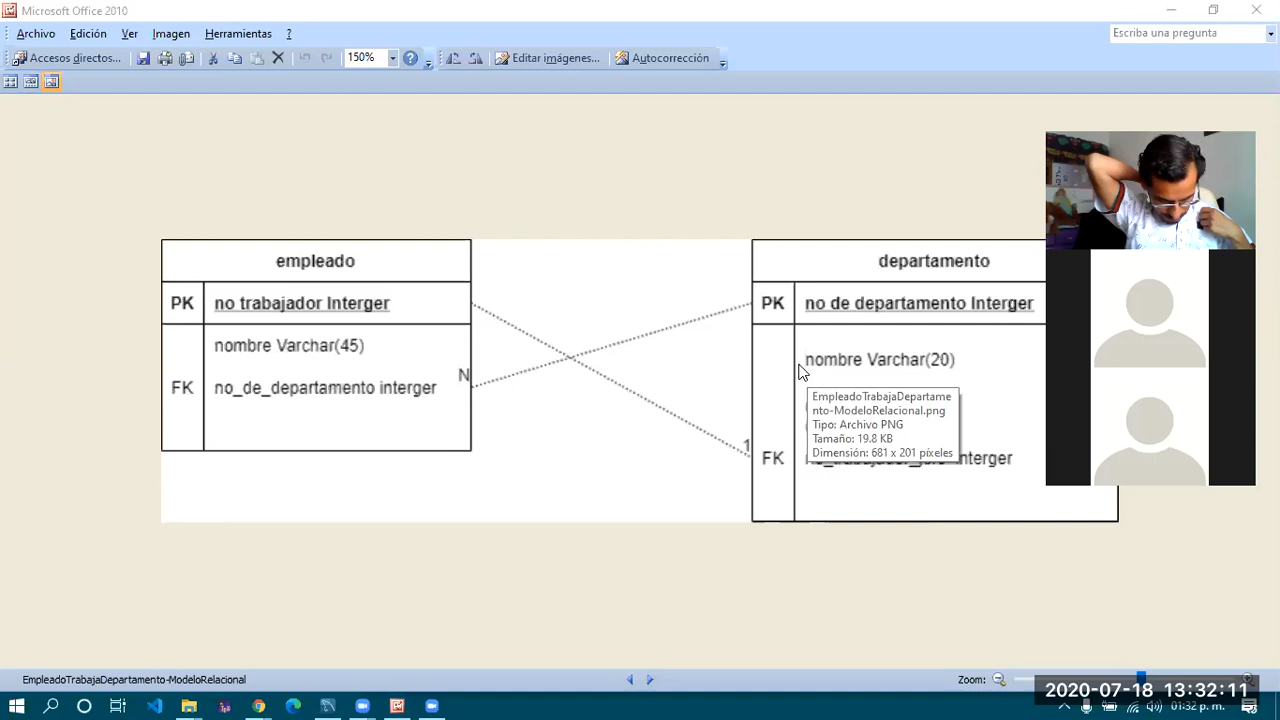 Microsoft Office 2010
Archivo Edición Ver Imagen Herramientas ?
Escriba una pregunta
Accesos directos...
150%
Editar imágenes...
Autocorrección
empleado
PK no trabajador Interger
nombre Varchar(45)
FK no_de_departamento interger
N
1
departamento
PK no de departamento Interger
nombre Varchar(20)
FK Interger
EmpleadoTrabajaDepartame
nto-ModeloRelacional.png
Tipo: Archivo PNG
Tamaño: 19.8 KB
Dimensión: 681 x 201 píxeles
EmpleadoTrabajaDepartamento-ModeloRelacional
Zoom:
2020-07-18 13:32:11
01:32 p. m.